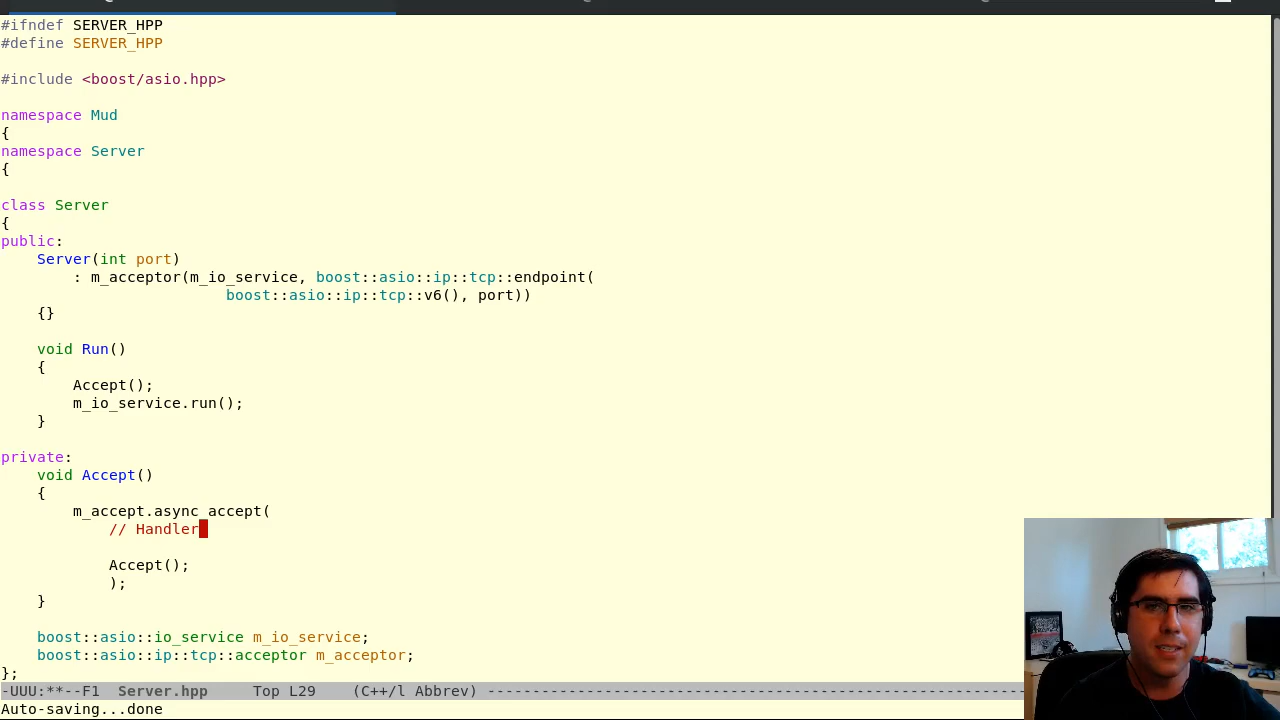 #ifndef SERVER_HPP
#define SERVER_HPP
#include <boost/asio.hpp>
namespace Mud
{
namespace Server
{
class Server
{
public:
Server(int port)
: m_acceptor(m_io_service, boost::asio::ip::tcp::endpoint(
boost::asio::ip::tcp::v6(), port))
{}
void Run()
{
Accept();
m_io_service.run();
}
private:
void Accept()
{
m_accept.async_accept(
// Handler
Accept();
);
}
boost::asio::io_service m_io_service;
boost::asio::ip::tcp::acceptor m_acceptor;
};
-UUU:**--F1  Server.hpp     Top L29    (C++/l Abbrev) ------------------------------------------------------------
Auto-saving...done